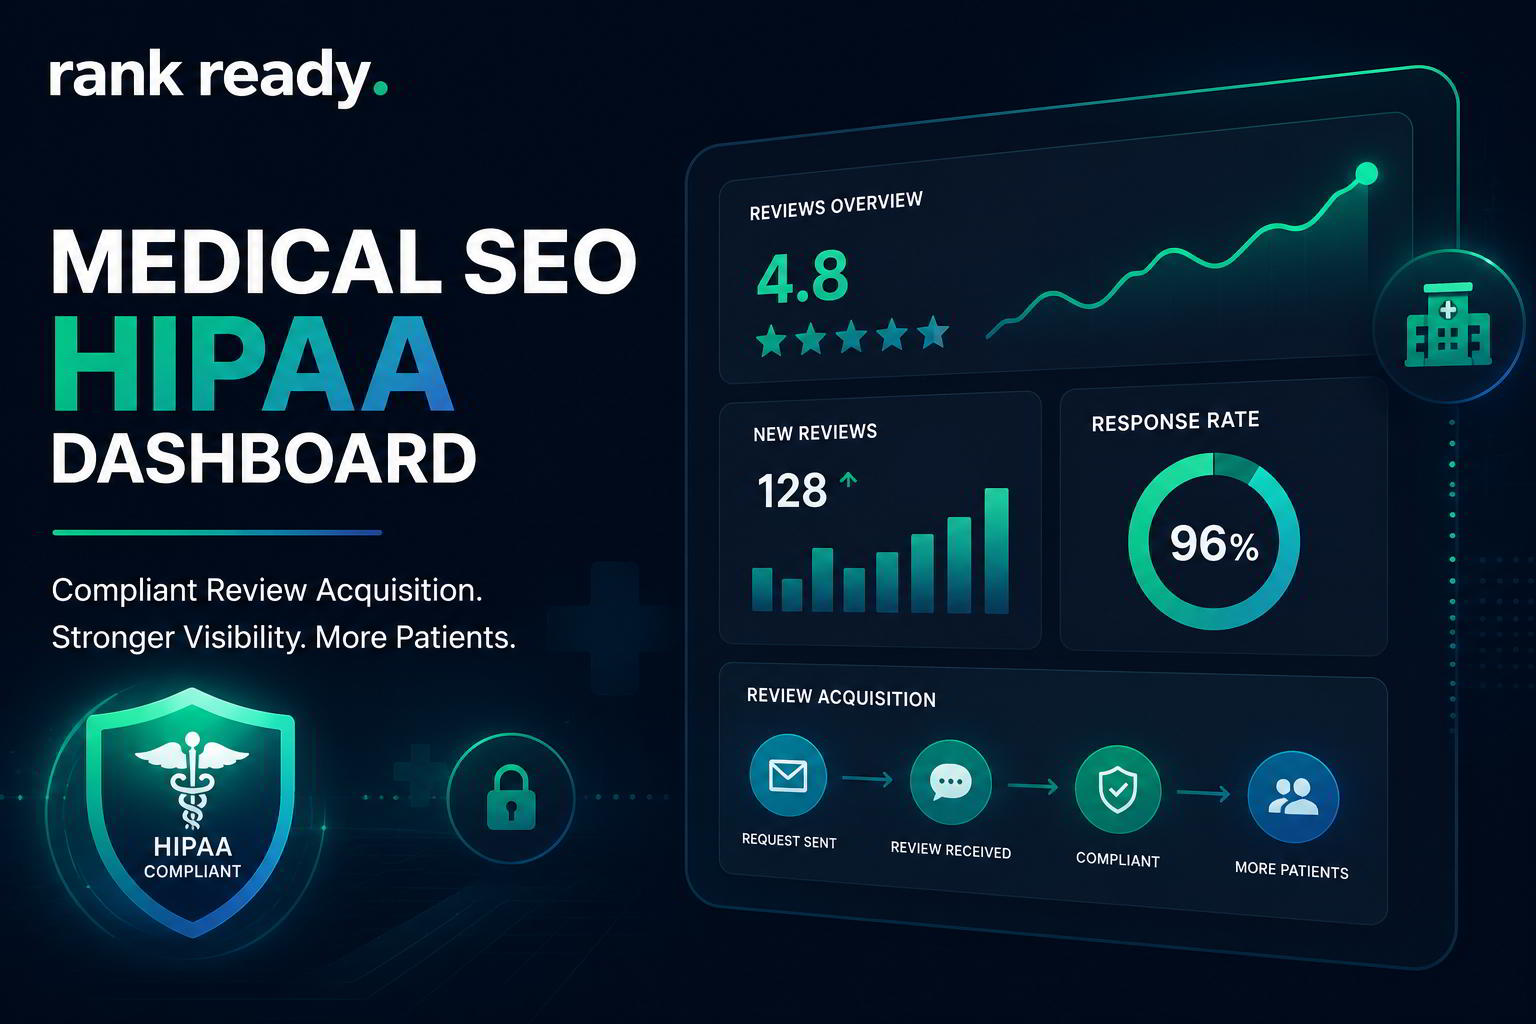 rank ready.
MEDICAL SEO
HIPAA
DASHBOARD
Compliant Review Acquisition.
Stronger Visibility. More Patients.
HIPAA
COMPLIANT
REVIEWS OVERVIEW
4.8
NEW REVIEWS
128
RESPONSE RATE
96%
REVIEW ACQUISITION
REQUEST SENT
REVIEW RECEIVED
COMPLIANT
MORE PATIENTS